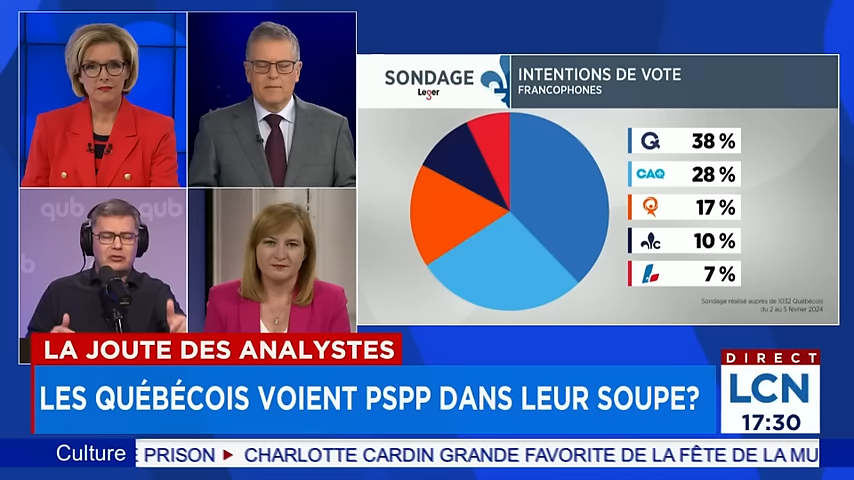 qub
qub
qub
SONDAGE
Leger
INTENTIONS DE VOTE
FRANCOPHONES
38 %
CAQ 28 %
17 %
10 %
7 %
Sondage réalisé auprès de 1032 Québécois
du 2 au 5 février 2024
LA JOUTE DES ANALYSTES
LES QUÉBÉCOIS VOIENT PSPP DANS LEUR SOUPE?
DIRECT
LCN
17:30
Culture E PRISON ► CHARLOTTE CARDIN GRANDE FAVORITE DE LA FÊTE DE LA MU